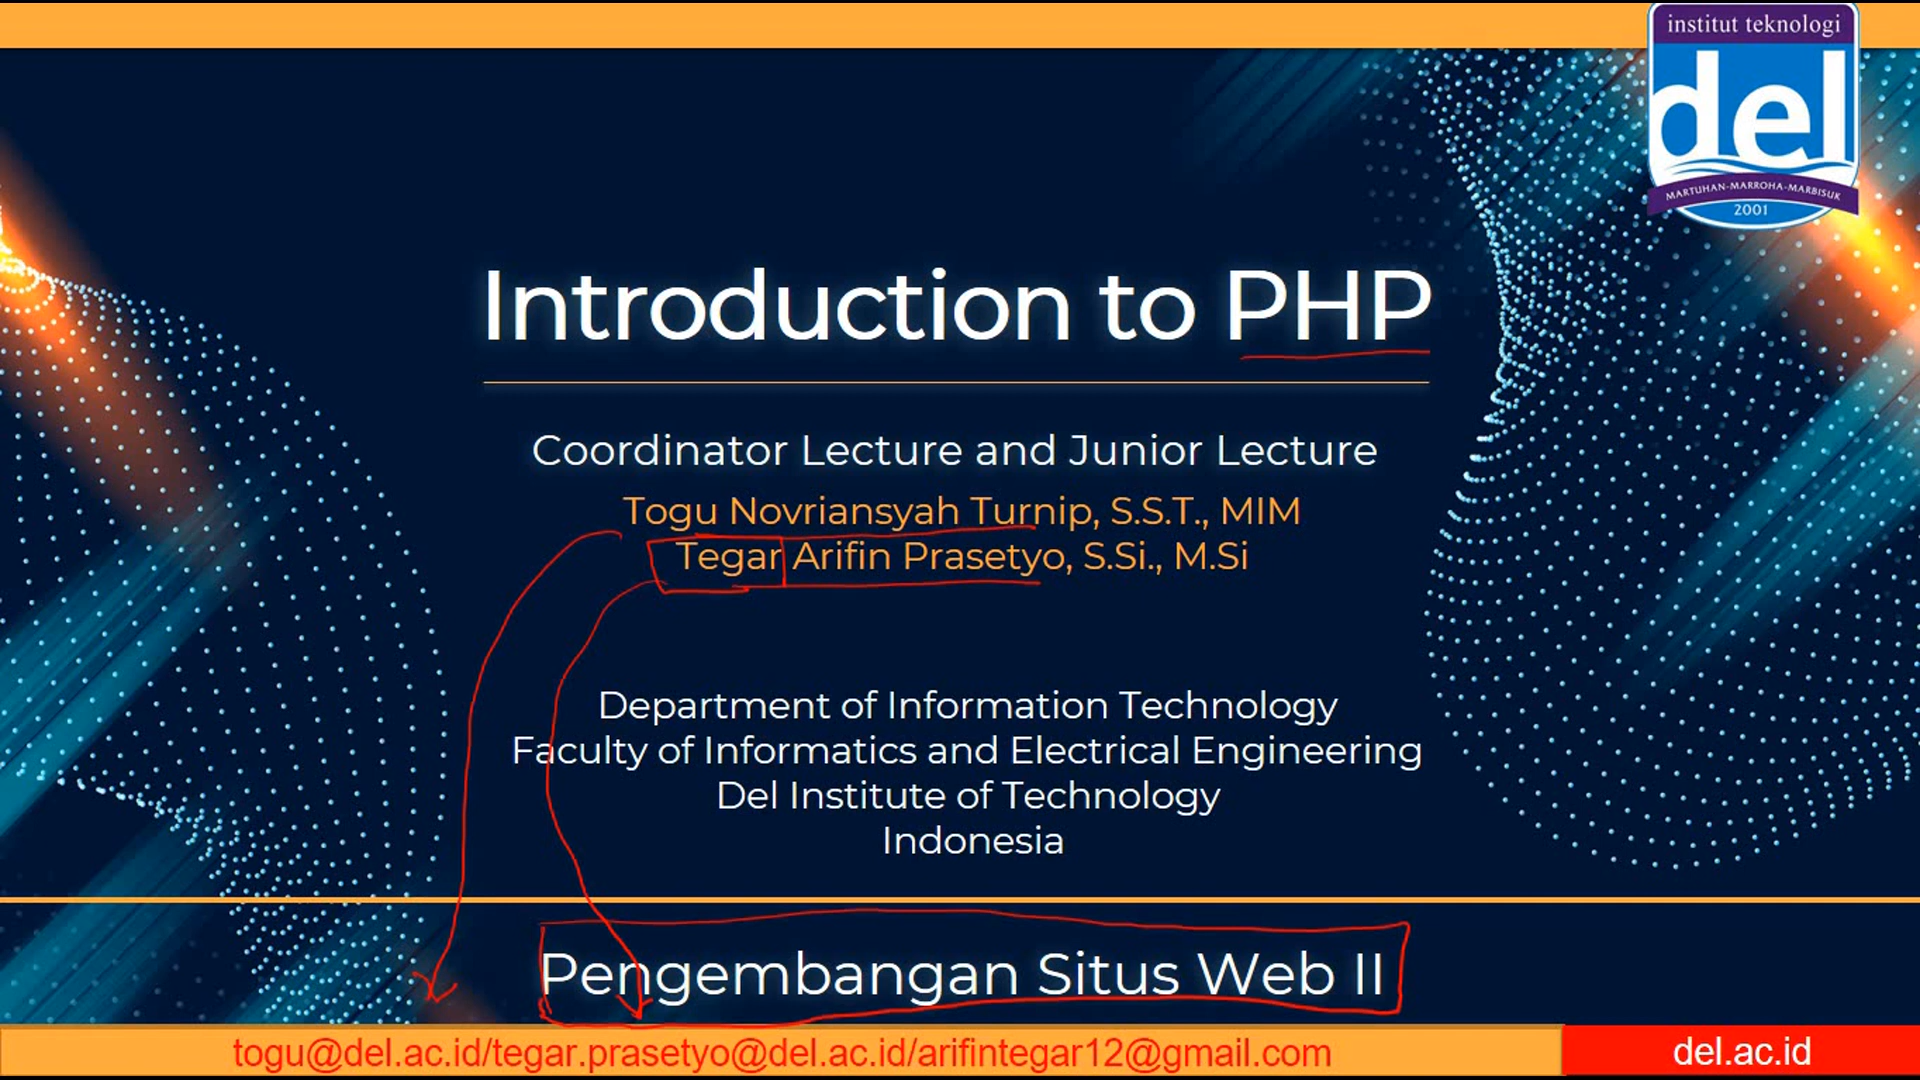 institut teknologi
del
MARTUHAN-MARROHA-MARBISUK
2001
Introduction to PHP
Coordinator Lecture and Junior Lecture
Togu Novriansyah Turnip, S.S.T., MIM
Tegar Arifin Prasetyo, S.Si., M.Si
Department of Information Technology
Faculty of Informatics and Electrical Engineering
Del Institute of Technology
Indonesia
Pengembangan Situs Web II
togu@del.ac.id/tegar.prasetyo@del.ac.id/arifintegar12@gmail.com
del.ac.id